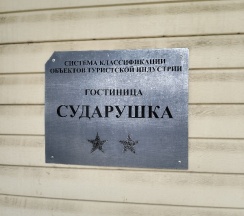 СИСТЕМА КЛАССИФИКАЦИИ
ОБЪЕКТОВ ТУРИСТСКОЙ ИНДУСТРИИ
ГОСТИНИЦА
СУДАРУШКА